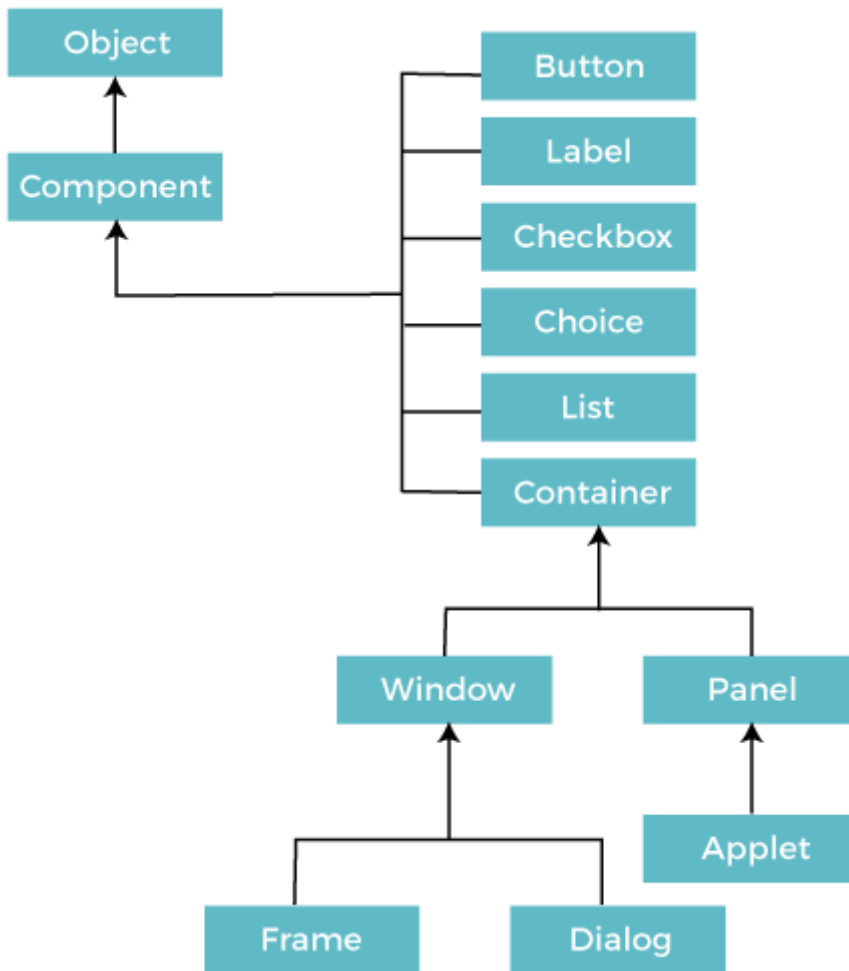 Object
Button
Label
Component
Checkbox
Choice
List
Container
Window
Panel
Applet
Frame
Dialog